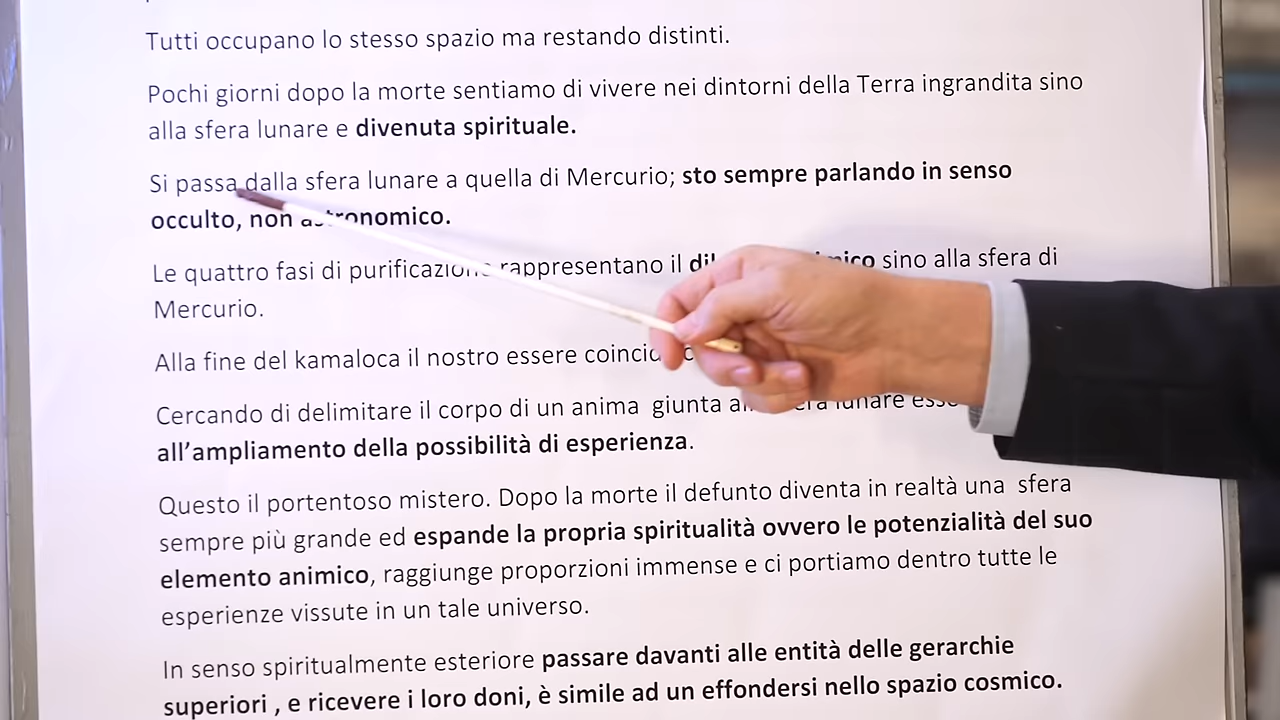 Tutti occupano lo stesso spazio ma restando distinti.
Pochi giorni dopo la morte sentiamo di vivere nei dintorni della Terra ingrandita sino
alla sfera lunare e divenuta spirituale.
Si passa dalla sfera lunare a quella di Mercurio; sto sempre parlando in senso
occulto, non astronomico.
Le quattro fasi di purificazione rappresentano il sino alla sfera di
Mercurio.
Alla fine del kamaloca il nostro essere
Cercando di delimitare il corpo di un anima giunta lunare
all'ampliamento della possibilità di esperienza.
Questo il portentoso mistero. Dopo la morte il defunto diventa in realtà una sfera
sempre più grande ed espande la propria spiritualità ovvero le potenzialità del suo
elemento animico, raggiunge proporzioni immense e ci portiamo dentro tutte le
esperienze vissute in un tale universo.
In senso spiritualmente esteriore passare davanti alle entità delle gerarchie
superiori , e ricevere i loro doni, è simile ad un effondersi nello spazio cosmico.